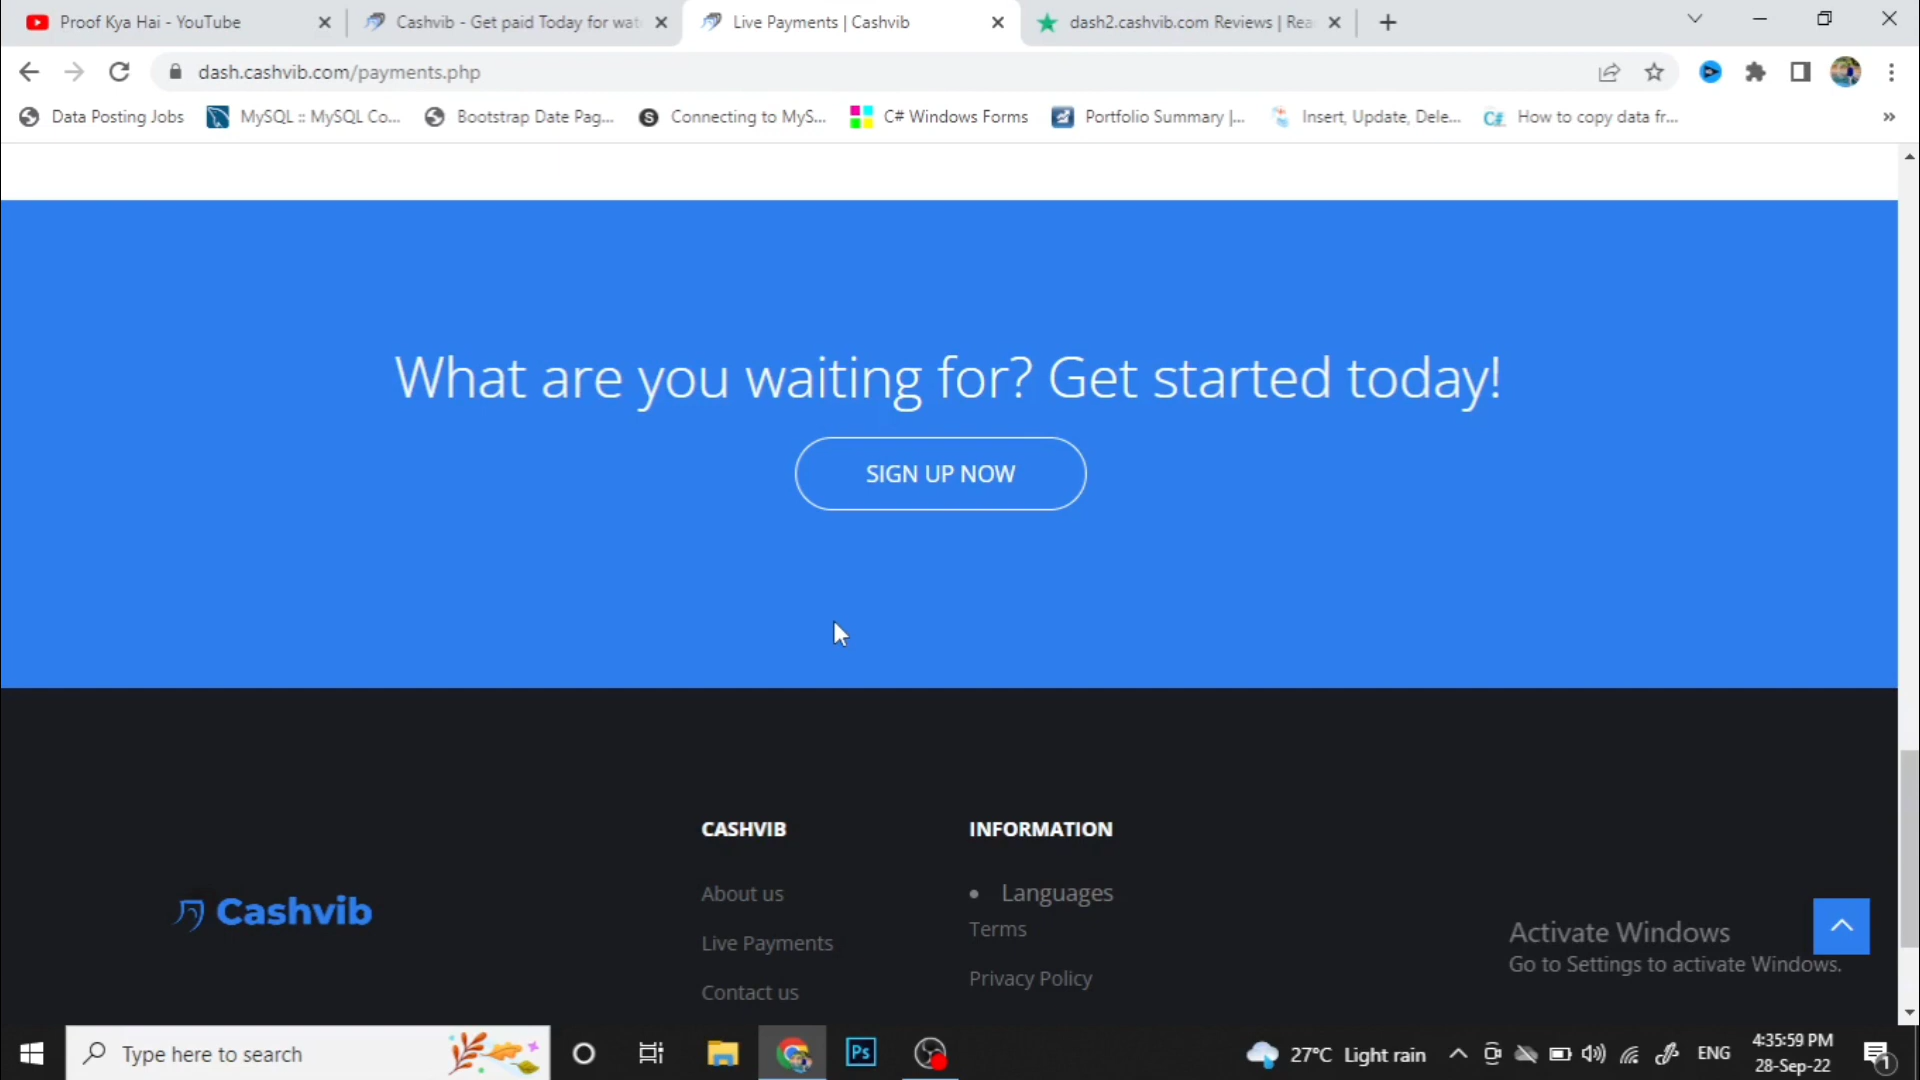 Proof Kya Hai - YouTube
Cashvib - Get paid Today for wat
Live Payments | Cashvib
dash2.cashvib.com Reviews | Rea
dash.cashvib.com/payments.php
Data Posting Jobs
MySQL :: MySQL Co...
Bootstrap Date Pag...
Connecting to MyS...
C# Windows Forms
Portfolio Summary |...
Insert, Update, Dele...
How to copy data fr...
What are you waiting for? Get started today!
SIGN UP NOW
CASHVIB
INFORMATION
About us
Languages
Cashvib
Terms
Live Payments
Privacy Policy
Contact us
Activate Windows
Go to Settings to activate Windows.
Type here to search
Ps
27°C Light rain
ENG
4:35:59 PM
28-Sep-22
1